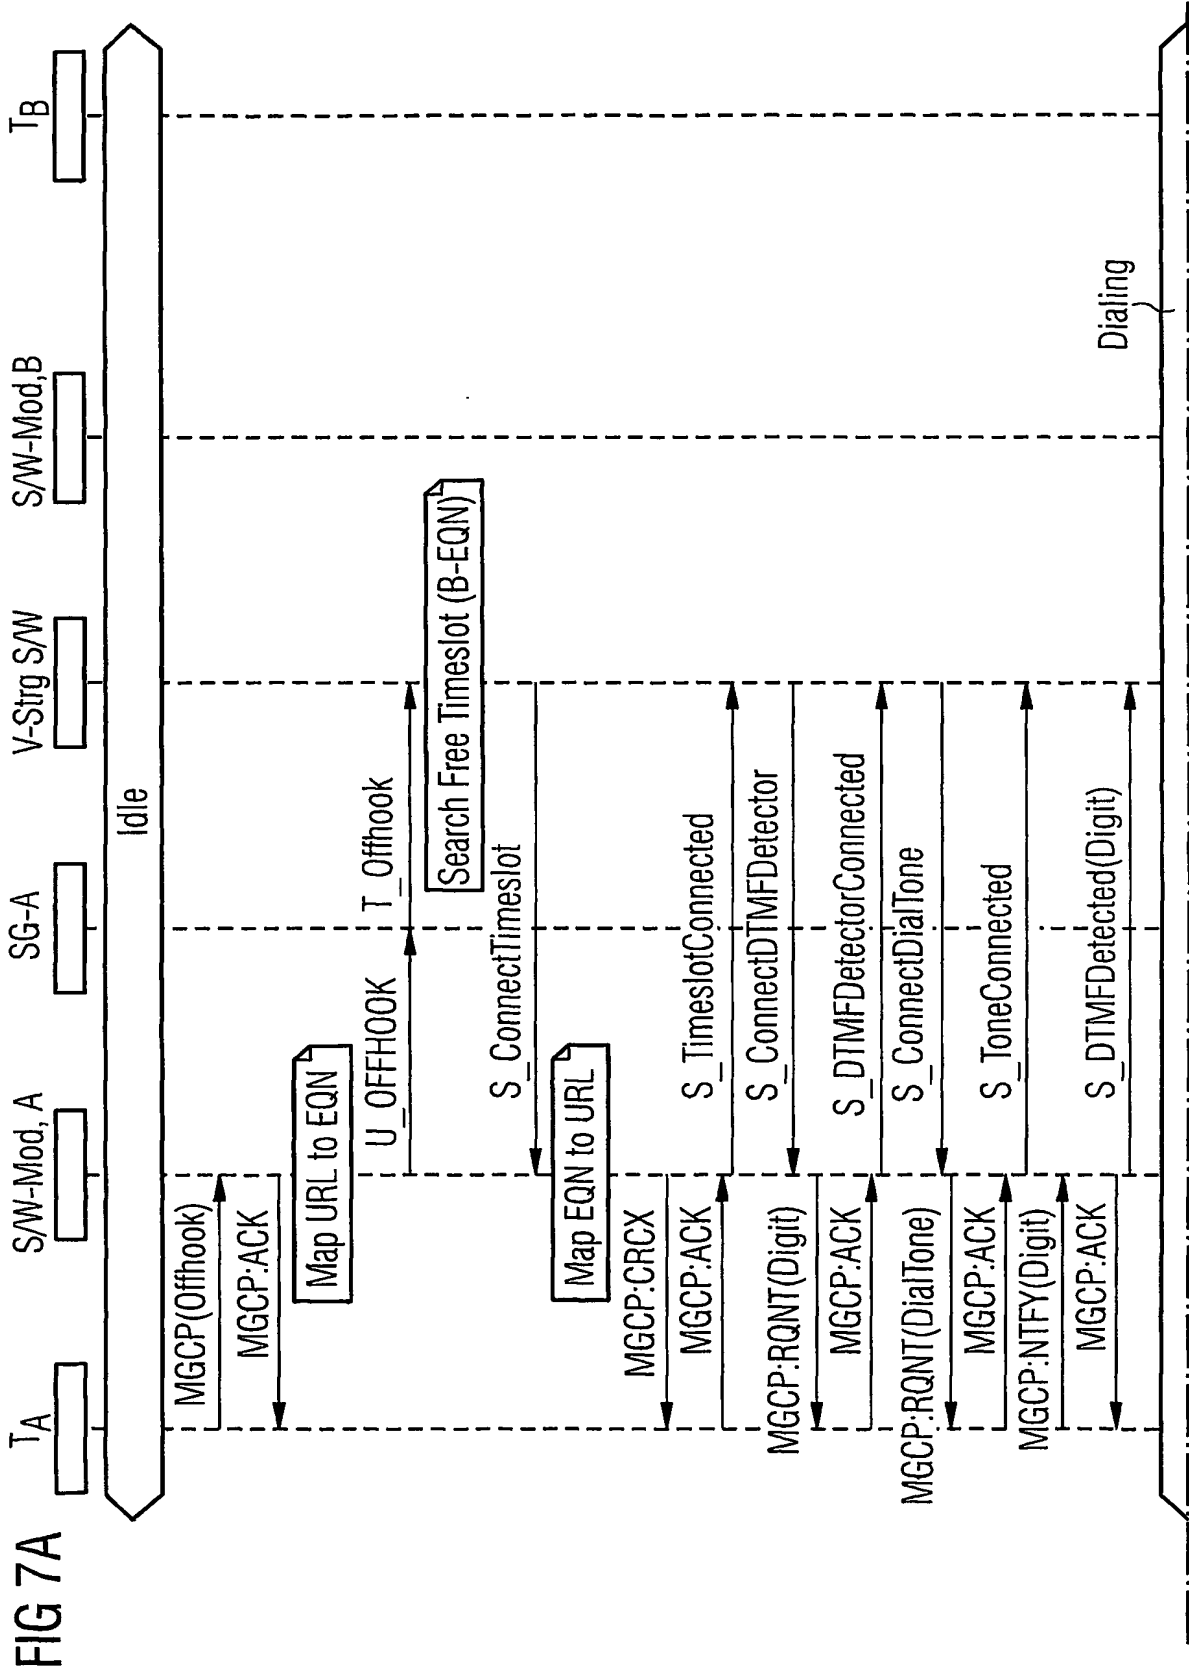 FIG 7A
TA
S/W-Mod, A
SG-A
V-Strg S/W
S/W-Mod,B
TB
Idle
MGCP(Offhook)
MGCP:ACK
Map URL to EQN
U_OFFHOOK
T_Offhook
Search Free Timeslot (B-EQN)
S_ConnectTimeslot
Map EQN to URL
MGCP:CRCX
MGCP:ACK
S_TimeslotConnected
S_ConnectDTMFDetector
MGCP:RQNT(Digit)
MGCP:ACK
S_DTMFDetectorConnected
S_ConnectDialTone
MGCP:RQNT(DialTone)
MGCP:ACK
S_ToneConnected
MGCP:NTFY(Digit)
MGCP:ACK
S_DTMFDetected(Digit)
Dialing